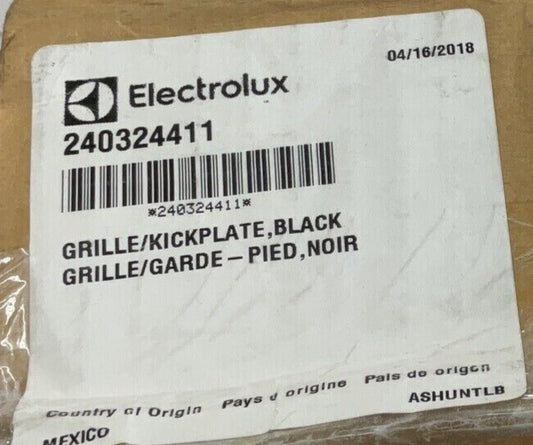 04/16/2018
Electrolux
240324411
*240324411*
GRILLE/KICKPLATE,BLACK
GRILLE/GARDE-PIED,NOIR
Country of Origin Pays d origine Pais de origen
MEXICO ASHUNTLB